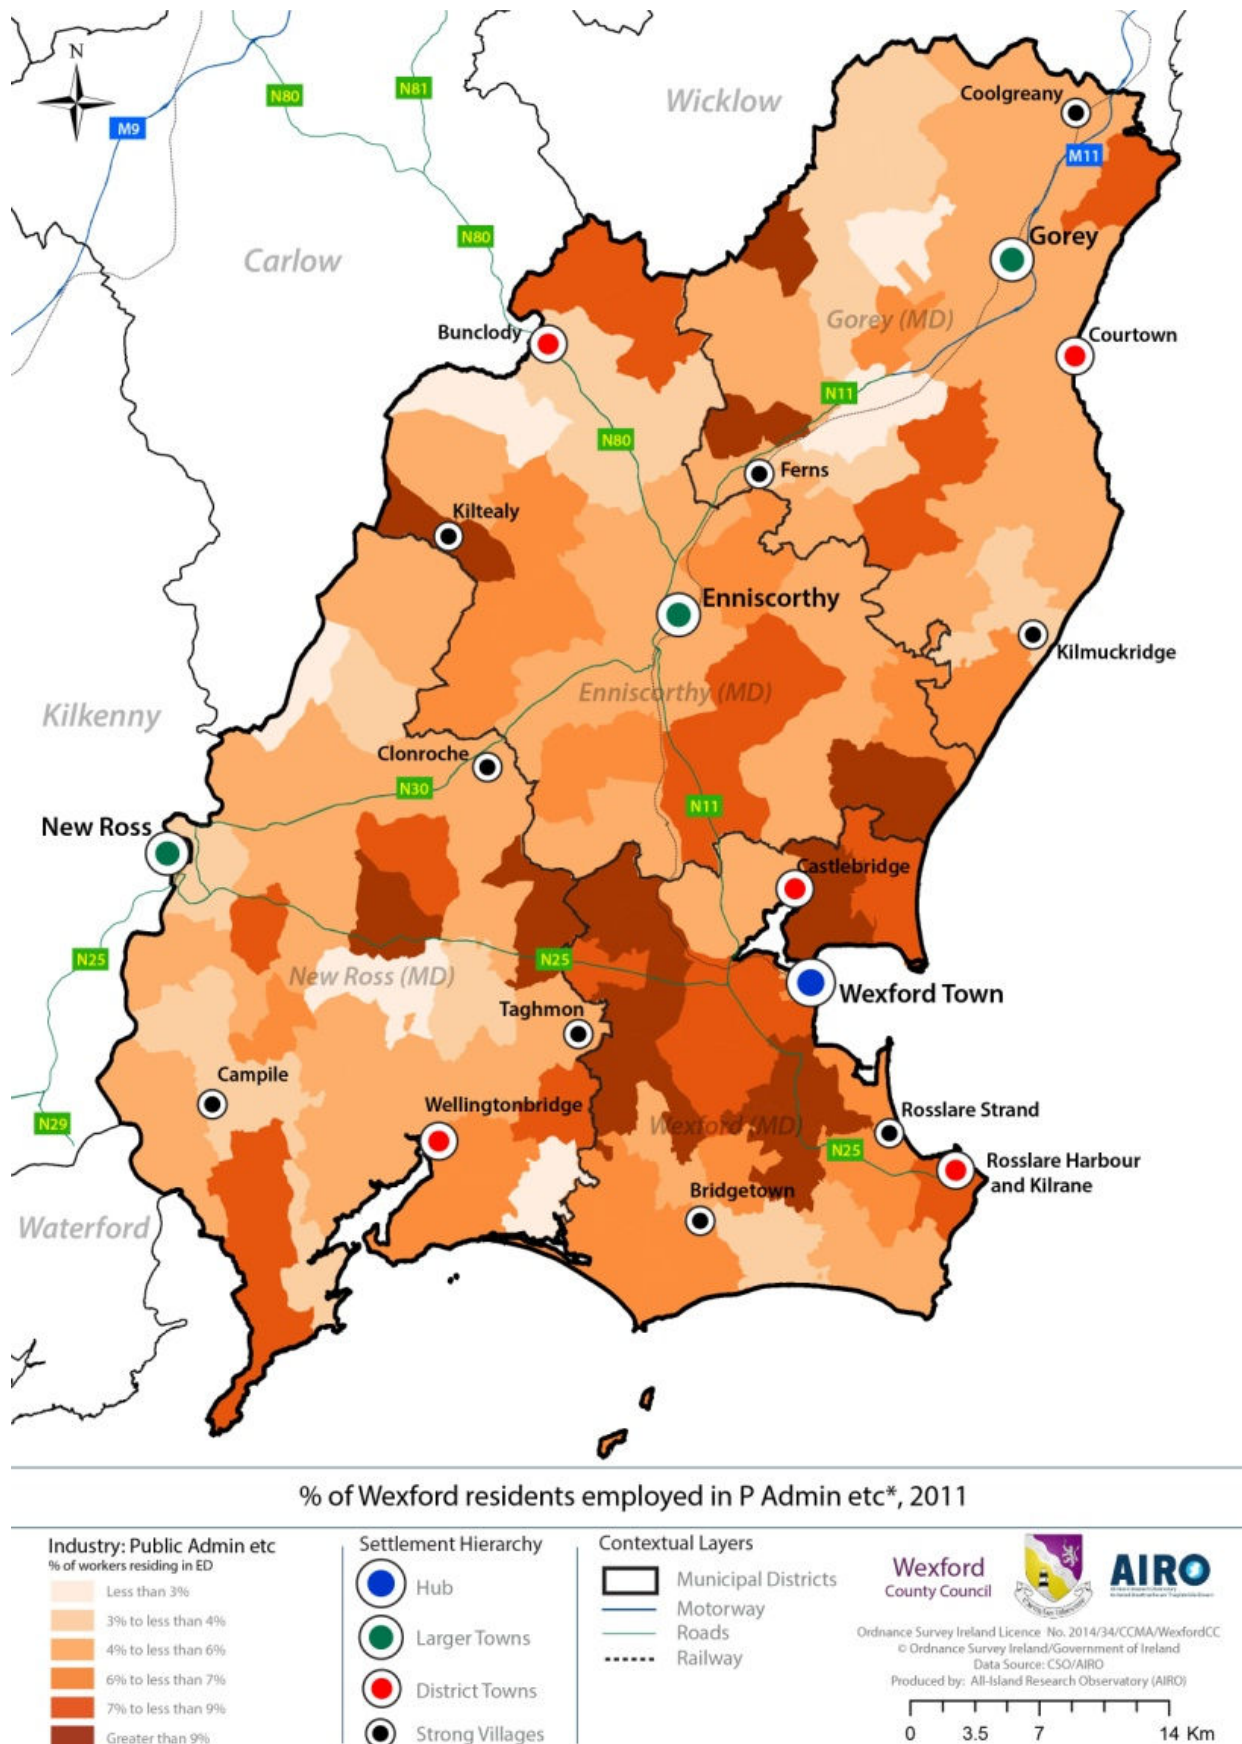 N
Wicklow
Coolgreany
N80
N81
M9
M11
N80
Gorey
Carlow
Gorey (MD)
Bunclody
Courtown
N11
N80
Ferns
Kiltealy
Enniscorthy
Kilmuckridge
Enniscorthy (MD)
Kilkenny
Clonroche
N30
N11
New Ross
Castlebridge
N25
N25
New Ross (MD)
Wexford Town
Taghmon
Campile
Wellingtonbridge
Rosslare Strand
N29
Wexford (MD)
N25
Rosslare Harbour
and Kilrane
Bridgetown
Waterford
% of Wexford residents employed in P Admin etc*, 2011
Industry: Public Admin etc
% of workers residing in ED
Less than 3%
3% to less than 4%
4% to less than 6%
6% to less than 7%
7% to less than 9%
Greater than 9%
Settlement Hierarchy
Hub
Larger Towns
District Towns
Strong Villages
Contextual Layers
Municipal Districts
Motorway
Roads
Railway
Wexford
County Council
AIRO
Ordnance Survey Ireland Licence No. 2014/34/CCMA/WexfordCC
© Ordnance Survey Ireland/Government of Ireland
Data Source: CSO/AIRO
Produced by: All-Island Research Observatory (AIRO)
0 3.5 7 14 Km